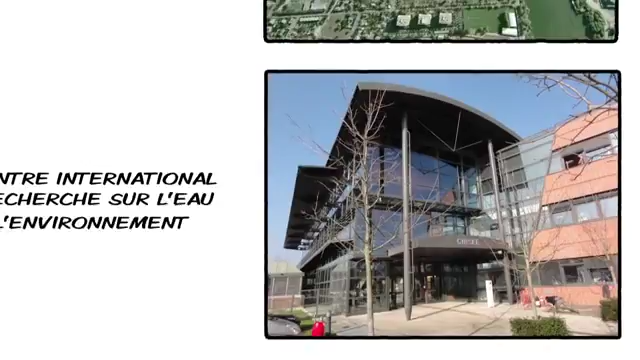 NTRE INTERNATIONAL
ECHERCHE SUR L'EAU
L'ENVIRONNEMENT